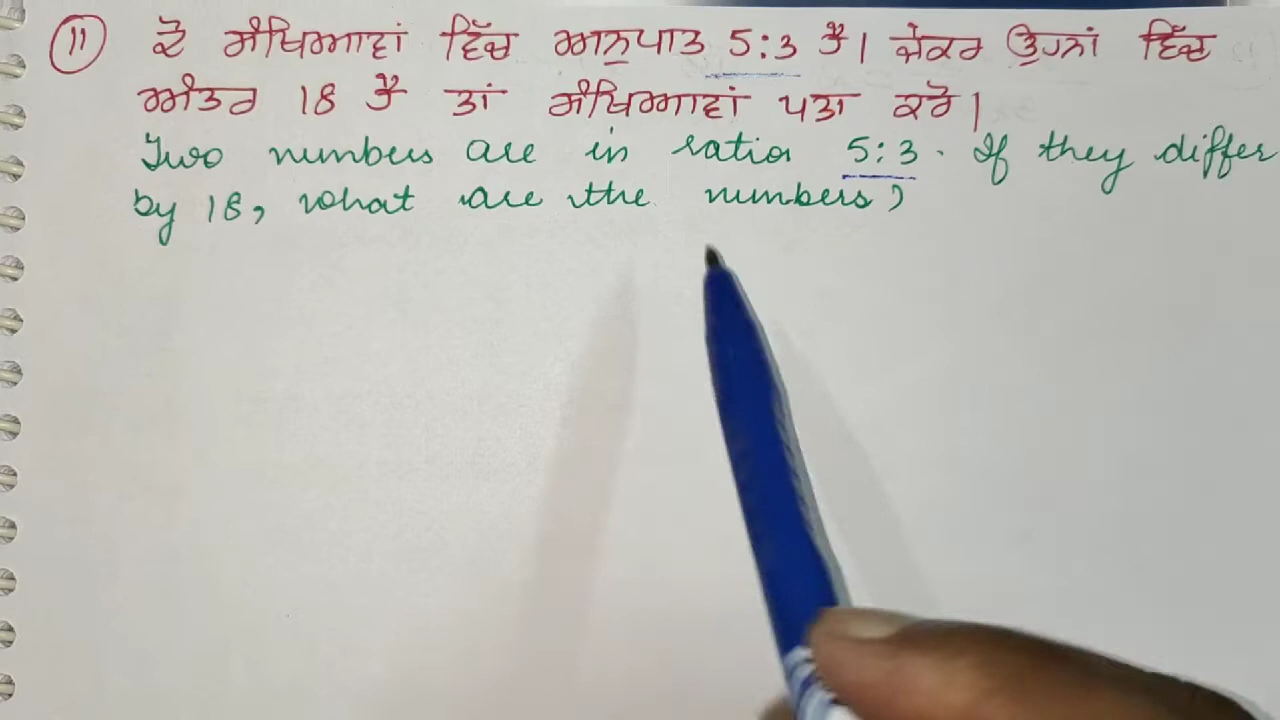 11 ਦੋ ਸੰਖਿਆਵਾਂ ਵਿੱਚ ਅਨੁਪਾਤ 5:3 ਹੈ। ਜੇਕਰ ਉਹਨਾਂ ਵਿੱਚ
ਅੰਤਰ 18 ਹੈ ਤਾਂ ਸੰਖਿਆਵਾਂ ਪਤਾ ਕਰੋ।
Two numbers are in ratio 5:3. If they differ
by 18, what are the numbers?